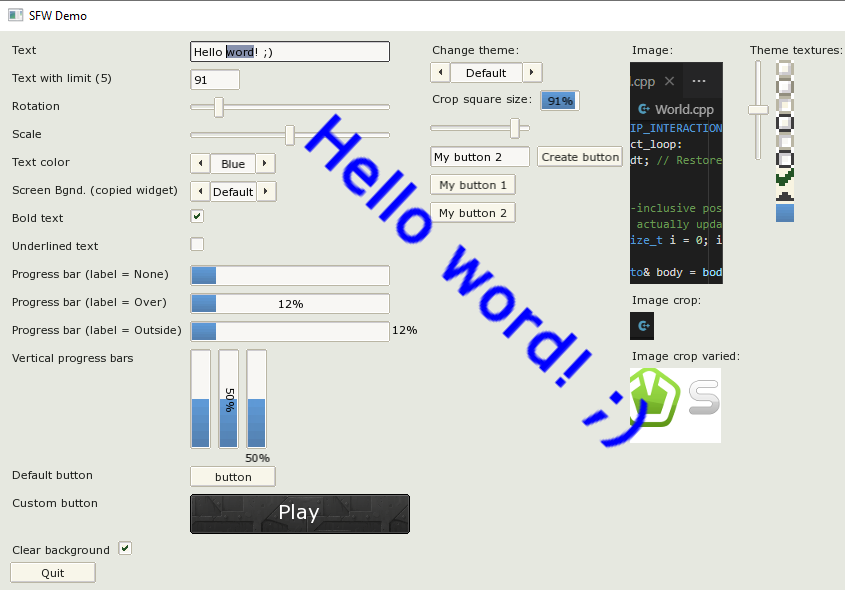 SFW Demo
Text
Hello word! ;)
Text with limit (5)
91
Rotation
Scale
Text color
Blue
Screen Bgnd. (copied widget)
Default
Bold text
Underlined text
Progress bar (label = None)
Progress bar (label = Over)
12%
Progress bar (label = Outside)
12%
Vertical progress bars
50%
50%
Default button
button
Custom button
Play
Clear background
Quit
Hello word! ;)
Change theme:
Default
Crop square size:
91%
My button 2
Create button
My button 1
My button 2
Image:
l.cpp
World.cpp
IP_INTERACTION
ct_loop:
dt; // Restore
-inclusive pos
actually upda
ize_t i = 0; i
to& body = bod
Image crop:
Image crop varied:
S
Theme textures: